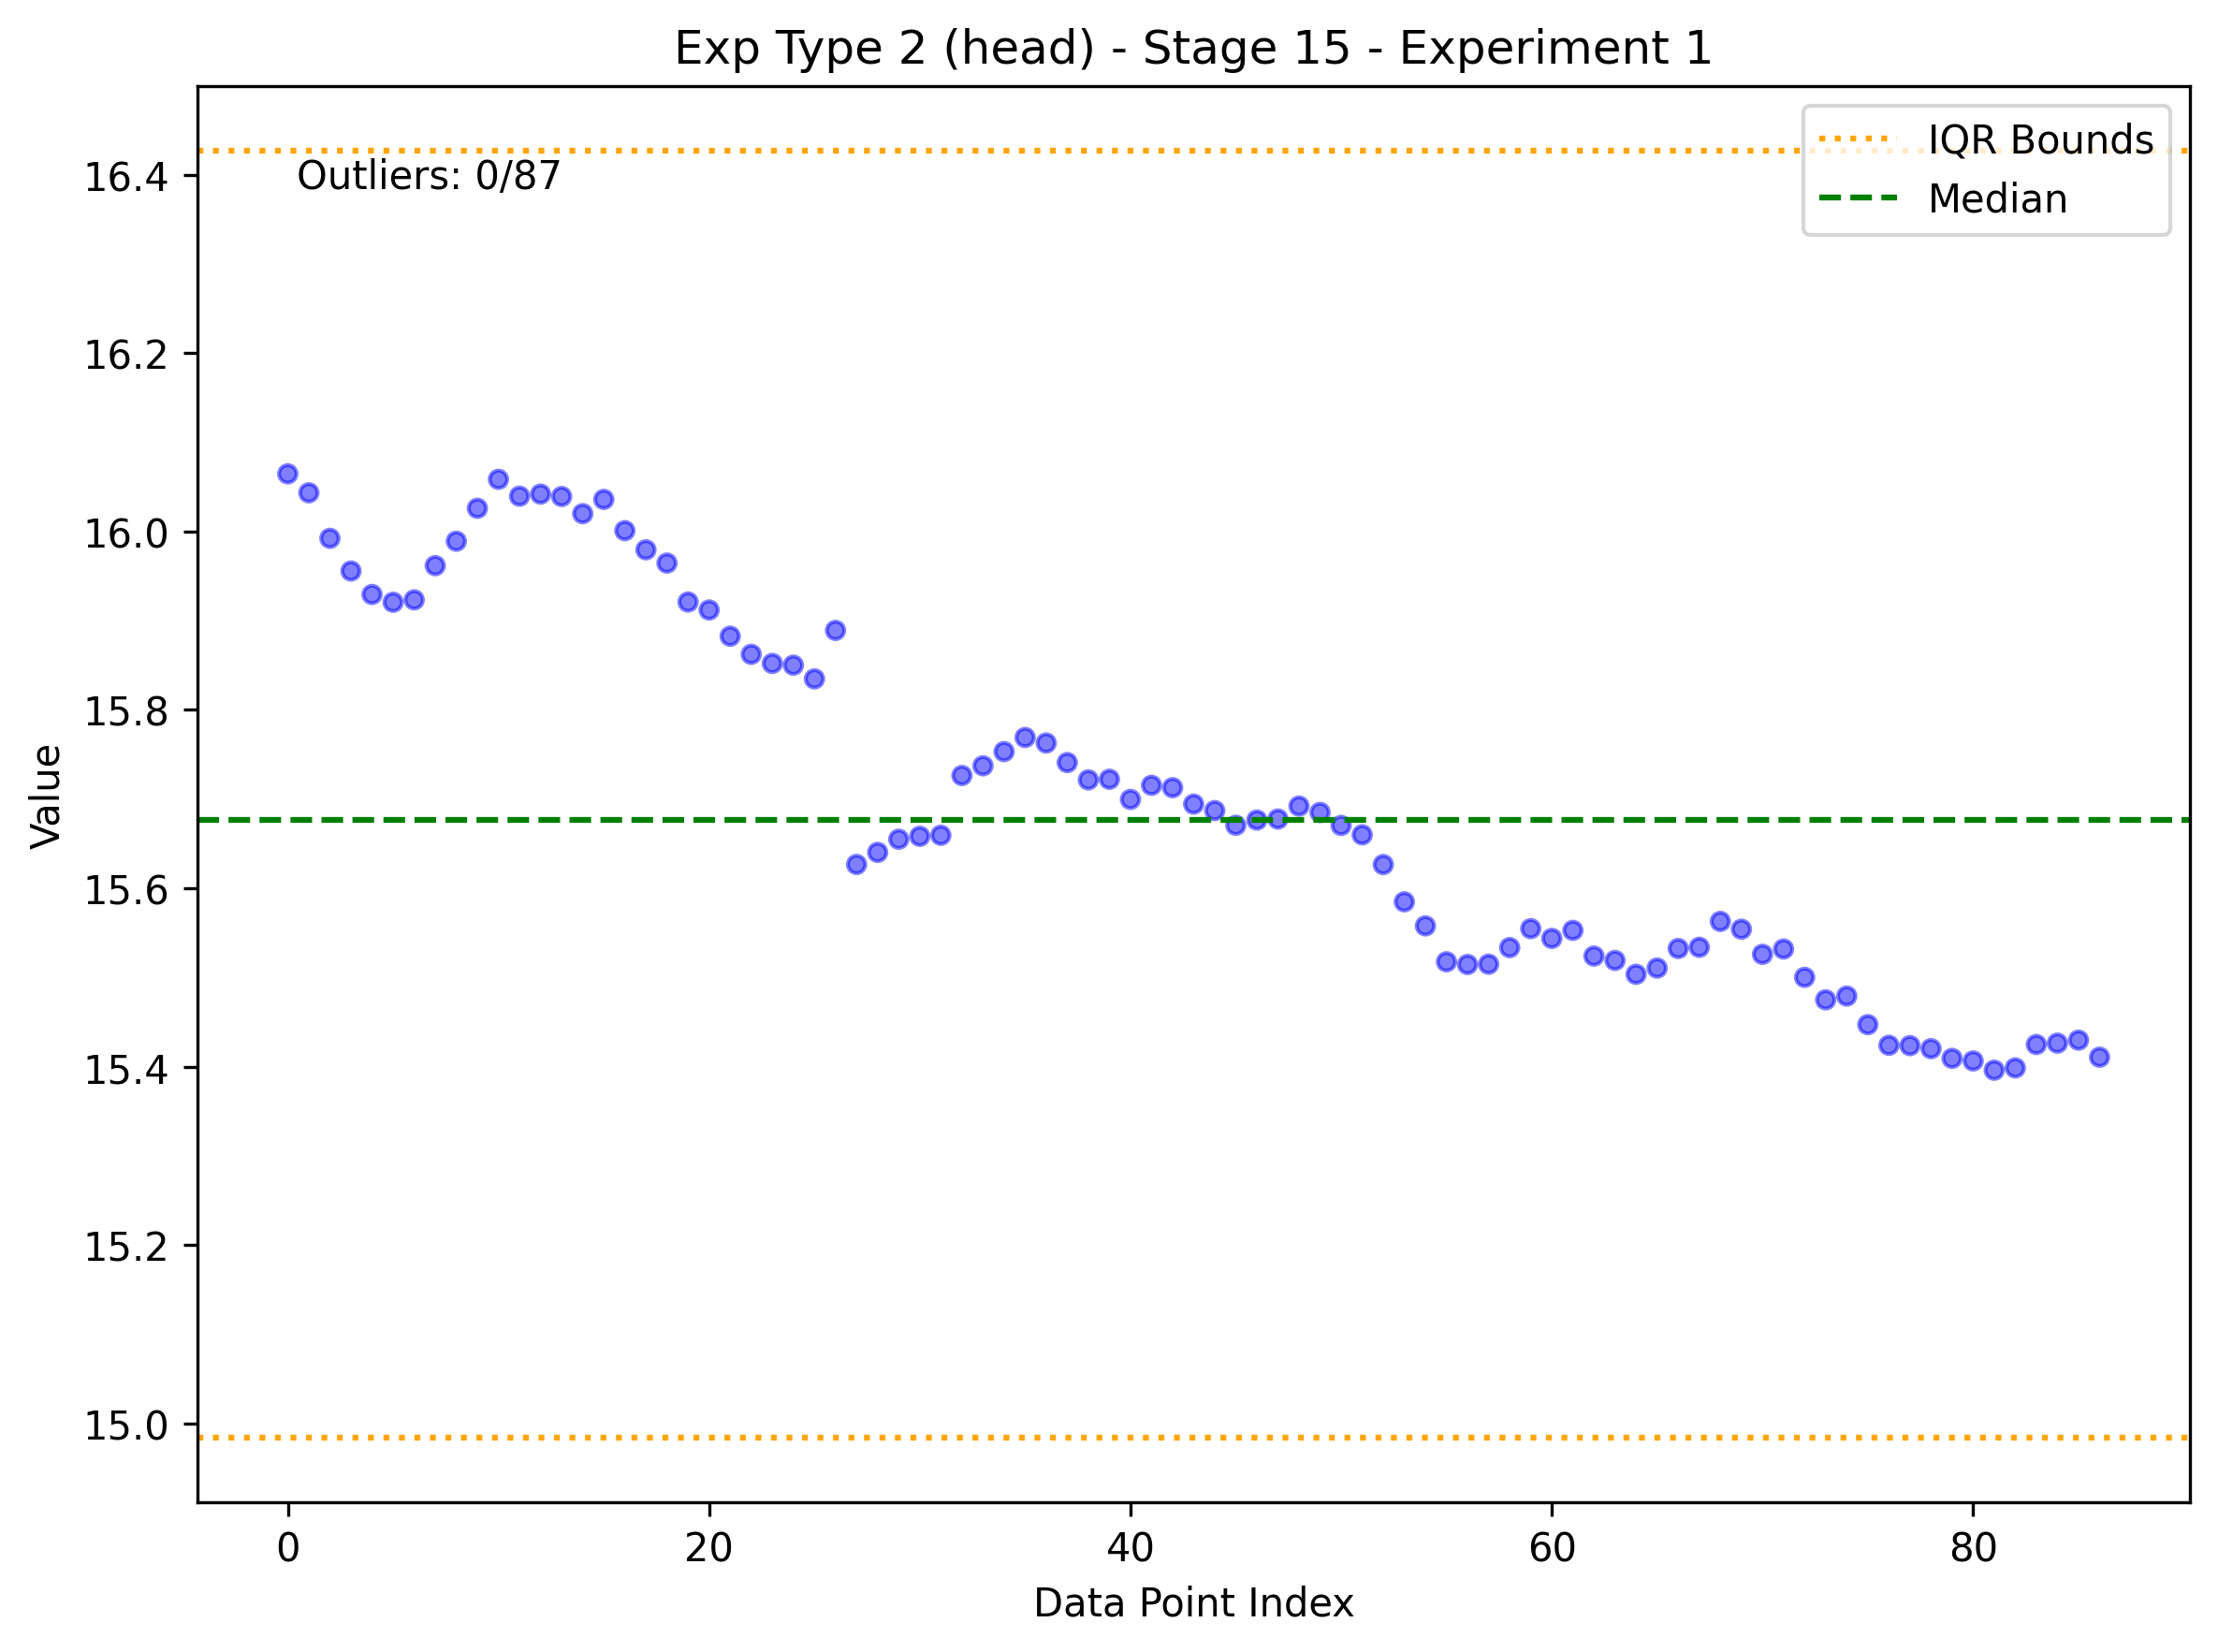 Exp Type 2 (head) - Stage 15 - Experiment 1
IQR Bounds
Median
Outliers: 0/87
16.4
16.2
16.0
15.8
15.6
15.4
15.2
15.0
Value
0
20
40
60
80
Data Point Index